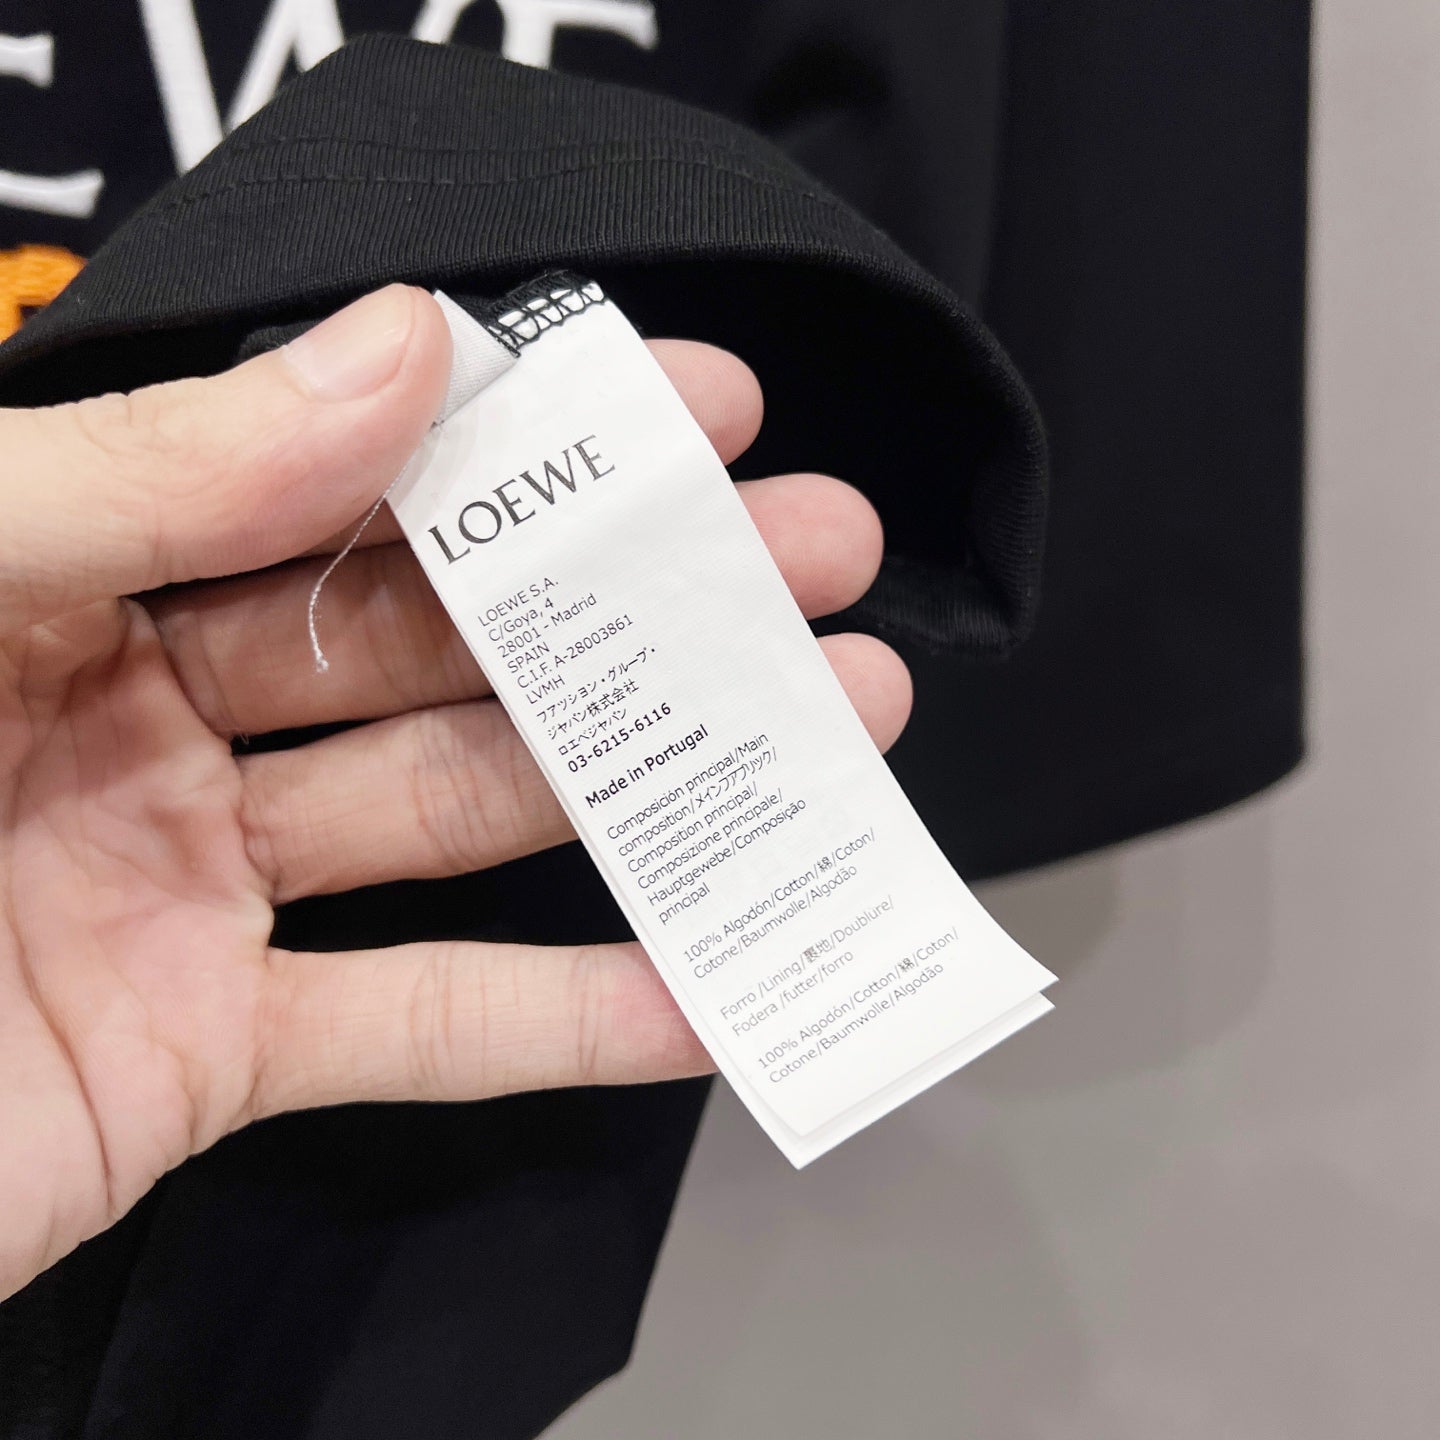 EWE
LOEWE
LOEWE S.A.
C/Goya, 4
28001 - Madrid
SPAIN
C.I.F. A-28003861
LVMH
ファッション・グループ・
ジャパン株式会社
ロエベジャパン
03-6215-6116
Made in Portugal
Composición principal/Main
composition/メインファブリック/
Composition principal/
Composizione principale/
Hauptgewebe/Composição
principal
100% Algodón/Cotton/綿/Coton/
Cotone/Baumwolle/Algodão
Forro /Lining/裏地/Doublure/
Fodera /futter/forro
100% Algodón/Cotton/綿/Coton/
Cotone/Baumwolle/Algodão